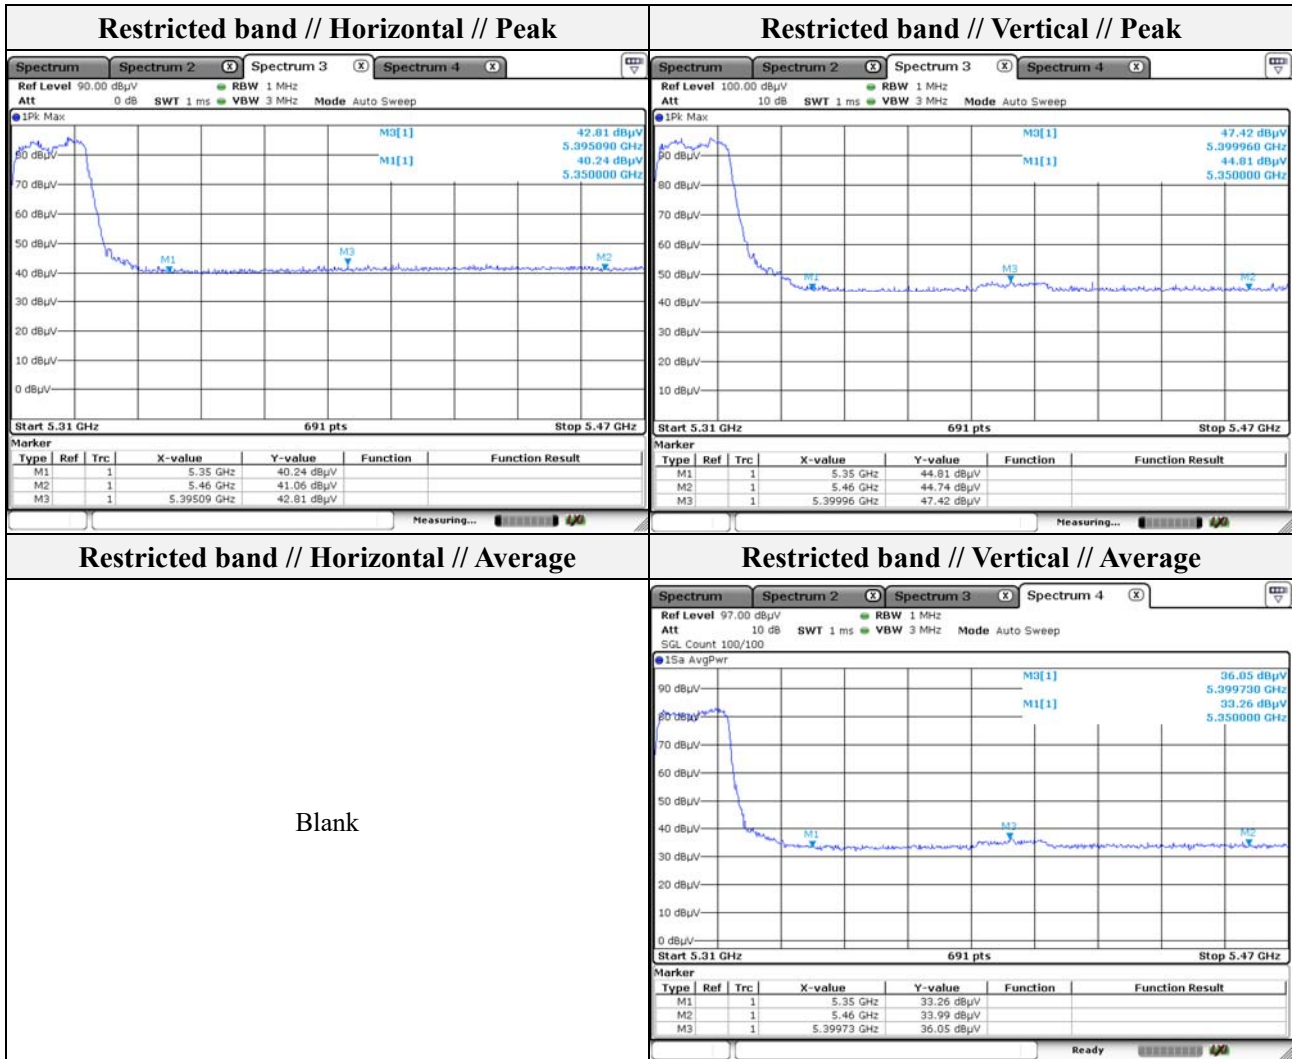 Restricted band // Horizontal // Peak
Restricted band // Vertical // Peak
Spectrum Spectrum 2 X Spectrum 3 X Spectrum 4 X
Ref Level 90.00 dBµV RBW 1 MHz
Att 0 dB SWT 1 ms VBW 3 MHz Mode Auto Sweep
1Pk Max
M3[1] 42.81 dBµV
5.395090 GHz
M1[1] 40.24 dBµV
5.350000 GHz
80 dBµV
70 dBµV
60 dBµV
50 dBµV
40 dBµV
30 dBµV
20 dBµV
10 dBµV
0 dBµV
M1
M3
M2
Start 5.31 GHz 691 pts Stop 5.47 GHz
Marker
Type Ref Trc X-value Y-value Function Function Result
M1 1 5.35 GHz 40.24 dBµV
M2 1 5.46 GHz 41.06 dBµV
M3 1 5.39509 GHz 42.81 dBµV
Measuring...
Spectrum Spectrum 2 X Spectrum 3 X Spectrum 4 X
Ref Level 100.00 dBµV RBW 1 MHz
Att 10 dB SWT 1 ms VBW 3 MHz Mode Auto Sweep
1Pk Max
M3[1] 47.42 dBµV
5.399960 GHz
M1[1] 44.81 dBµV
5.350000 GHz
90 dBµV
80 dBµV
70 dBµV
60 dBµV
50 dBµV
40 dBµV
30 dBµV
20 dBµV
10 dBµV
M1
M3
M2
Start 5.31 GHz 691 pts Stop 5.47 GHz
Marker
Type Ref Trc X-value Y-value Function Function Result
M1 1 5.35 GHz 44.81 dBµV
M2 1 5.46 GHz 44.74 dBµV
M3 1 5.39996 GHz 47.42 dBµV
Measuring...
Restricted band // Horizontal // Average
Restricted band // Vertical // Average
Blank
Spectrum Spectrum 2 X Spectrum 3 X Spectrum 4 X
Ref Level 97.00 dBµV RBW 1 MHz
Att 10 dB SWT 1 ms VBW 3 MHz Mode Auto Sweep
SGL Count 100/100
1Sa AvgPwr
M3[1] 36.05 dBµV
5.399730 GHz
M1[1] 33.26 dBµV
5.350000 GHz
90 dBµV
80 dBµV
70 dBµV
60 dBµV
50 dBµV
40 dBµV
30 dBµV
20 dBµV
10 dBµV
0 dBµV
M1
M3
M2
Start 5.31 GHz 691 pts Stop 5.47 GHz
Marker
Type Ref Trc X-value Y-value Function Function Result
M1 1 5.35 GHz 33.26 dBµV
M2 1 5.46 GHz 33.99 dBµV
M3 1 5.39973 GHz 36.05 dBµV
Ready